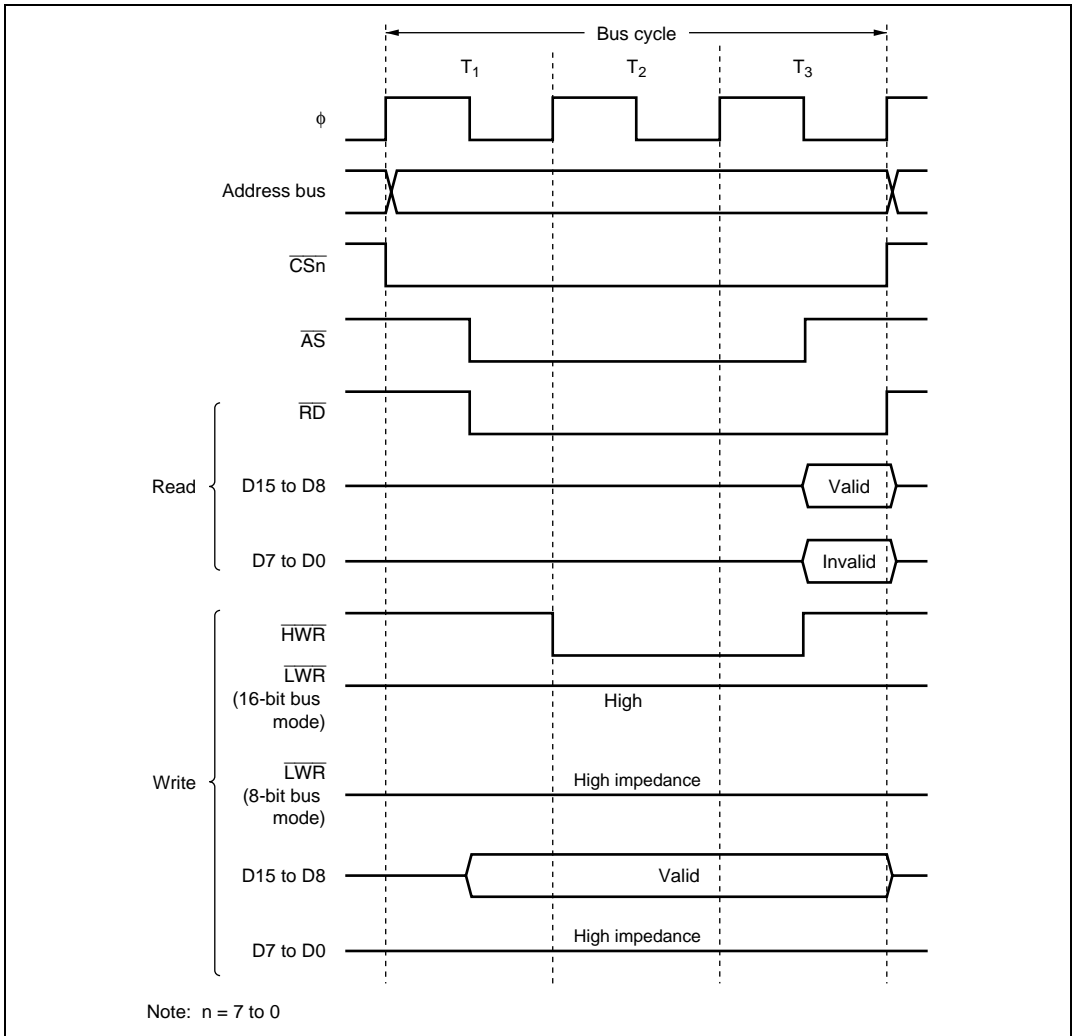 Bus cycle
T1 T2 T3
φ
Address bus
CSn
AS
RD
Read
D15 to D8 Valid
D7 to D0 Invalid
HWR
LWR
(16-bit bus High
mode)
Write
LWR High impedance
(8-bit bus
mode)
D15 to D8 Valid
D7 to D0 High impedance
Note: n = 7 to 0